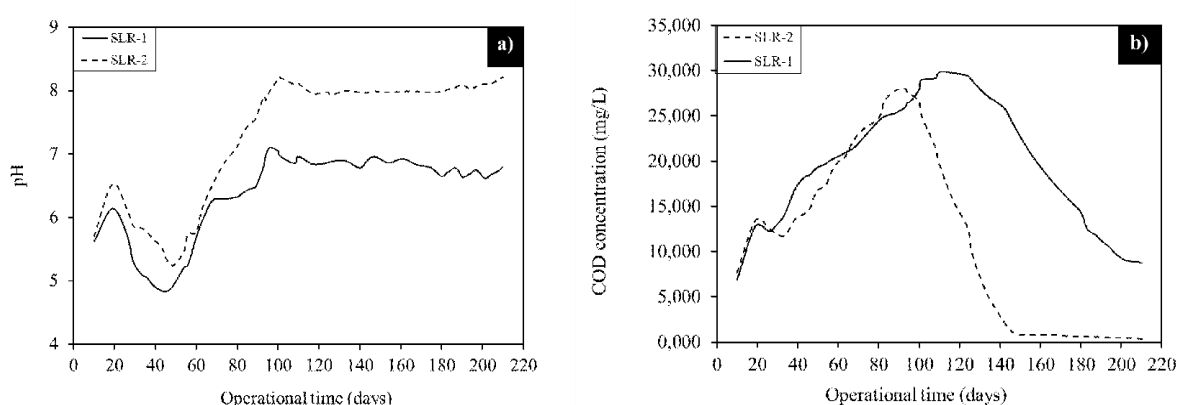 9
8
7
6
5
4
pH
SLR-1
SLR-2
a)
0 20 40 60 80 100 120 140 160 180 200 220
Operational time (days)
35,000
30,000
25,000
20,000
15,000
10,000
5,000
0,000
COD concentration (mg/L)
SLR-2
SLR-1
b)
0 20 40 60 80 100 120 140 160 180 200 220
Operational time (days)